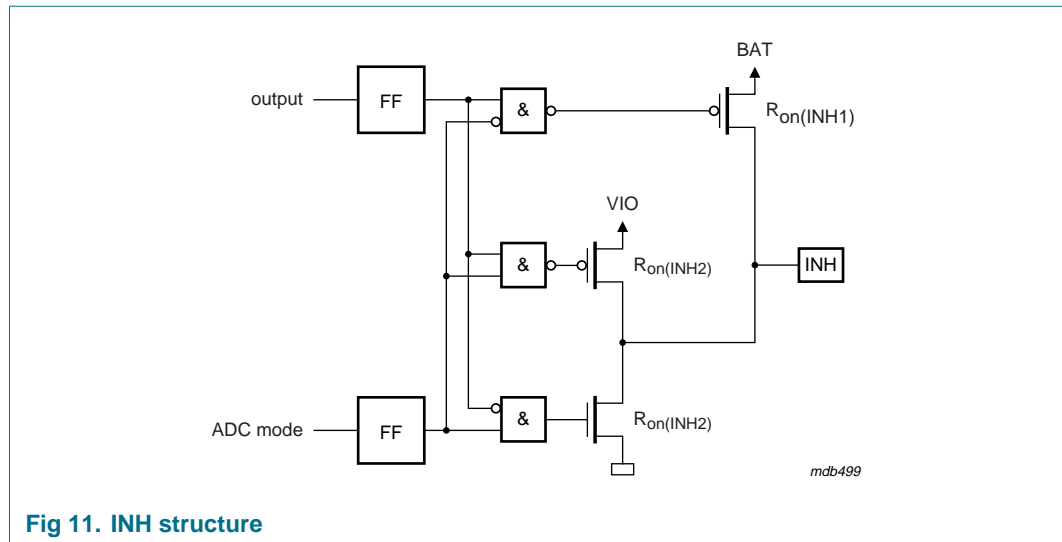 BAT
output
FF
&
Ron(INH1)
VIO
&
Ron(INH2)
INH
ADC mode
FF
&
Ron(INH2)
mdb499
Fig 11. INH structure